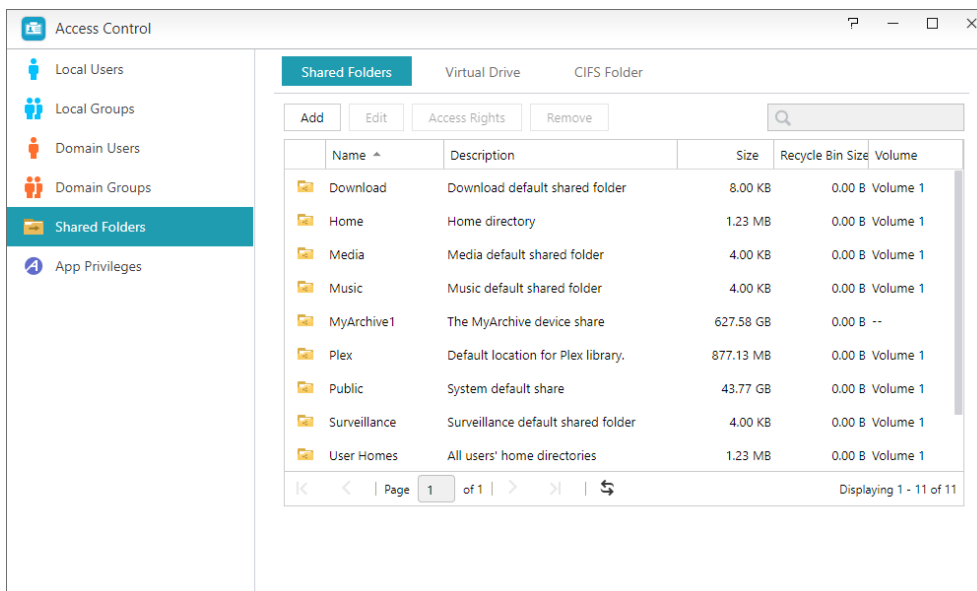 Access Control
Local Users
Local Groups
Domain Users
Domain Groups
Shared Folders
App Privileges
Shared Folders Virtual Drive CIFS Folder
Add Edit Access Rights Remove
Name Description Size Recycle Bin Size Volume
Download Download default shared folder 8.00 KB 0.00 B Volume 1
Home Home directory 1.23 MB 0.00 B Volume 1
Media Media default shared folder 4.00 KB 0.00 B Volume 1
Music Music default shared folder 4.00 KB 0.00 B Volume 1
MyArchive1 The MyArchive device share 627.58 GB 0.00 B --
Plex Default location for Plex library. 877.13 MB 0.00 B Volume 1
Public System default share 43.77 GB 0.00 B Volume 1
Surveillance Surveillance default shared folder 4.00 KB 0.00 B Volume 1
User Homes All users' home directories 1.23 MB 0.00 B Volume 1
Page 1 of 1 Displaying 1 - 11 of 11